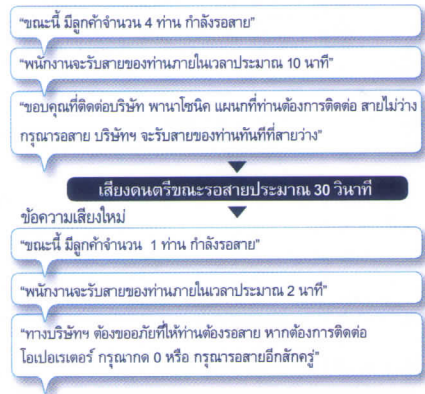 “ขณะนี้ มีลูกค้าจำนวน 4 ท่าน กำลังรอสาย”
“พนักงานจะรับสายของท่านภายในเวลาประมาณ 10 นาที”
“ขอบคุณที่ติดต่อบริษัท พานาโซนิค แผนกที่ท่านต้องการติดต่อ สายไม่ว่าง
กรุณารอสาย บริษัทฯ จะรับสายของท่านทันทีที่สายว่าง”
เสียงดนตรีขณะรอสายประมาณ 30 วินาที
ข้อความเสียงใหม่
“ขณะนี้ มีลูกค้าจำนวน 1 ท่าน กำลังรอสาย”
“พนักงานจะรับสายของท่านภายในเวลาประมาณ 2 นาที”
“ทางบริษัทฯ ต้องขออภัยที่ให้ท่านต้องรอสาย หากต้องการติดต่อ
โอเปอเรเตอร์ กรุณากด 0 หรือ กรุณารอสายอีกสักครู่”